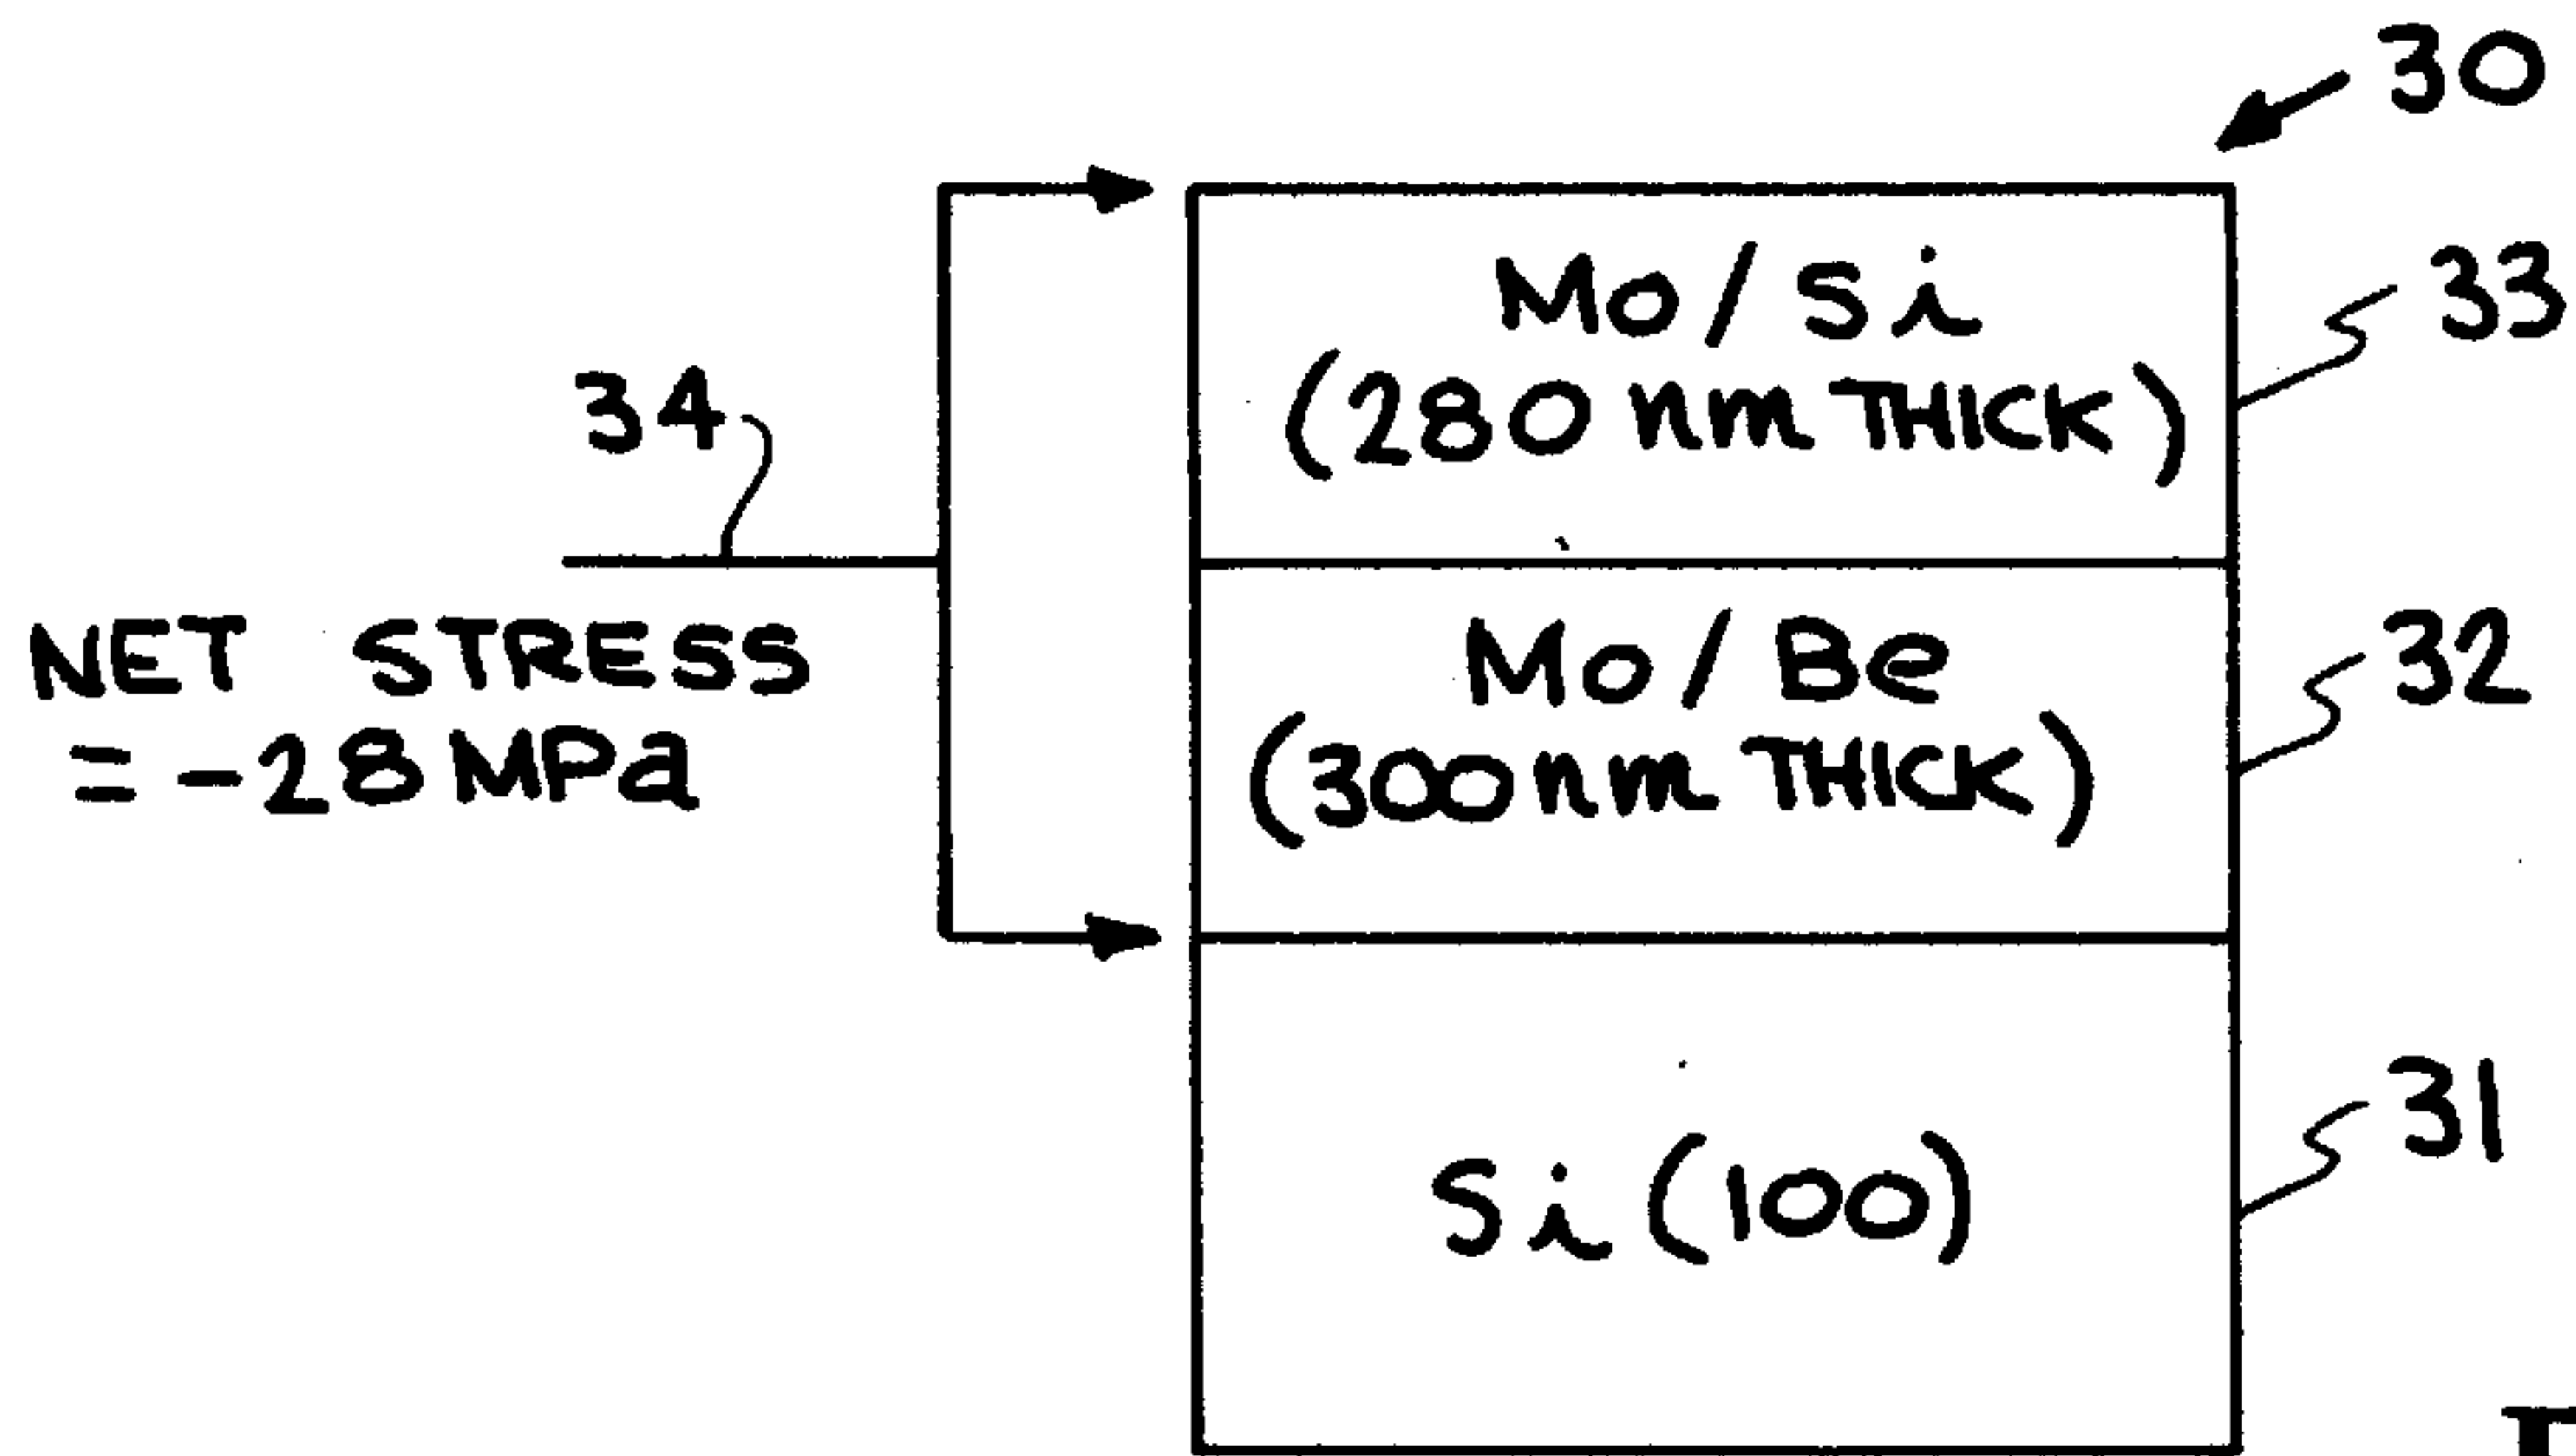 30
Mo/Si
(280 nm THICK)
33
34
NET STRESS
= -28 MPa
Mo/Be
(300 nm THICK)
32
Si (100)
31